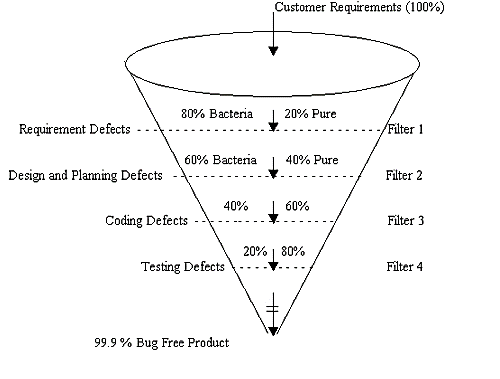 Customer Requirements (100%)
80% Bacteria 20% Pure
Requirement Defects Filter 1
60% Bacteria 40% Pure
Design and Planning Defects Filter 2
40% 60%
Coding Defects Filter 3
20% 80%
Testing Defects Filter 4
99.9 % Bug Free Product